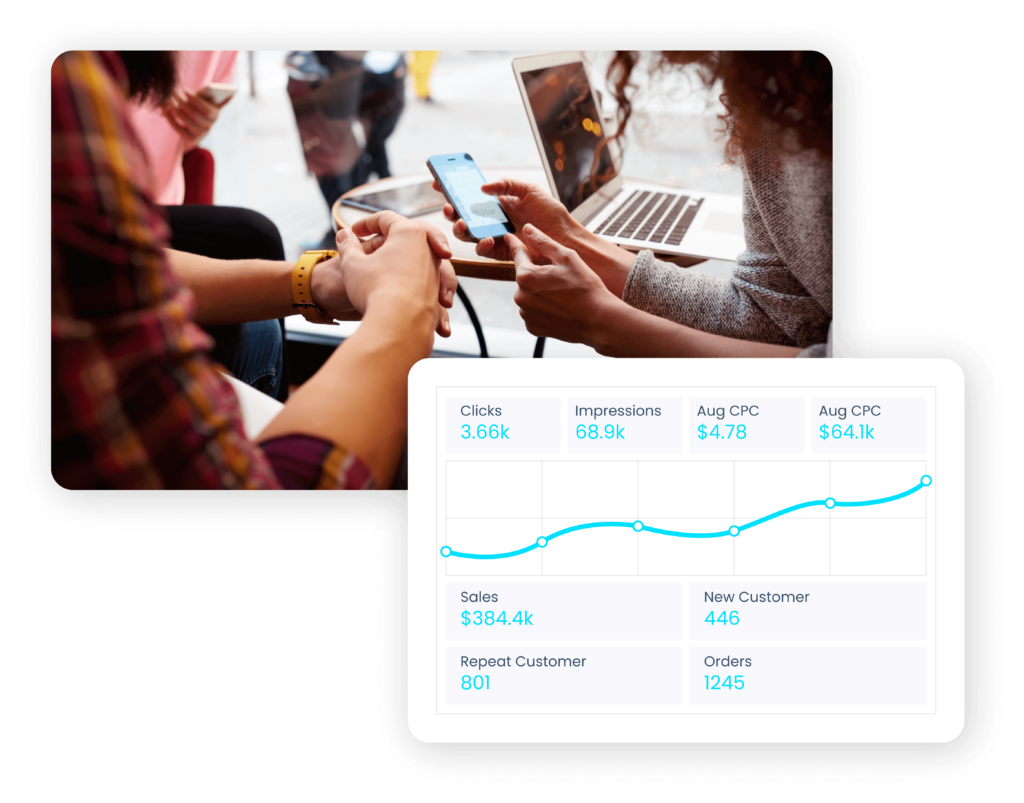 Clicks
3.66k
Impressions
68.9k
Aug CPC
$4.78
Aug CPC
$64.1k
Sales
$384.4k
New Customer
446
Repeat Customer
801
Orders
1245